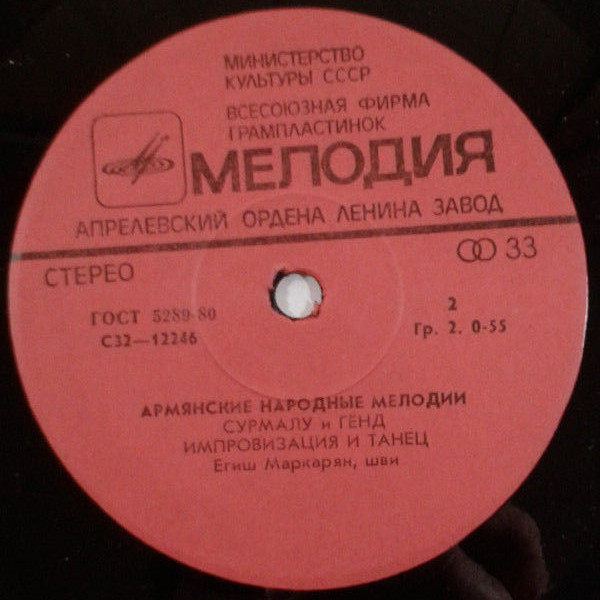 МИНИСТЕРСТВО
КУЛЬТУРЫ СССР
ВСЕСОЮЗНАЯ ФИРМА
ГРАМПЛАСТИНОК
МЕЛОДИЯ
АПРЕЛЕВСКИЙ ОРДЕНА ЛЕНИНА ЗАВОД
СТЕРЕО
33
ГОСТ 5289-80
С32—12246
2
Гр. 2. 0-55
АРМЯНСКИЕ НАРОДНЫЕ МЕЛОДИИ
СУРМАЛУ и ГЕНД
ИМПРОВИЗАЦИЯ И ТАНЕЦ
Егиш Маркарян, шви